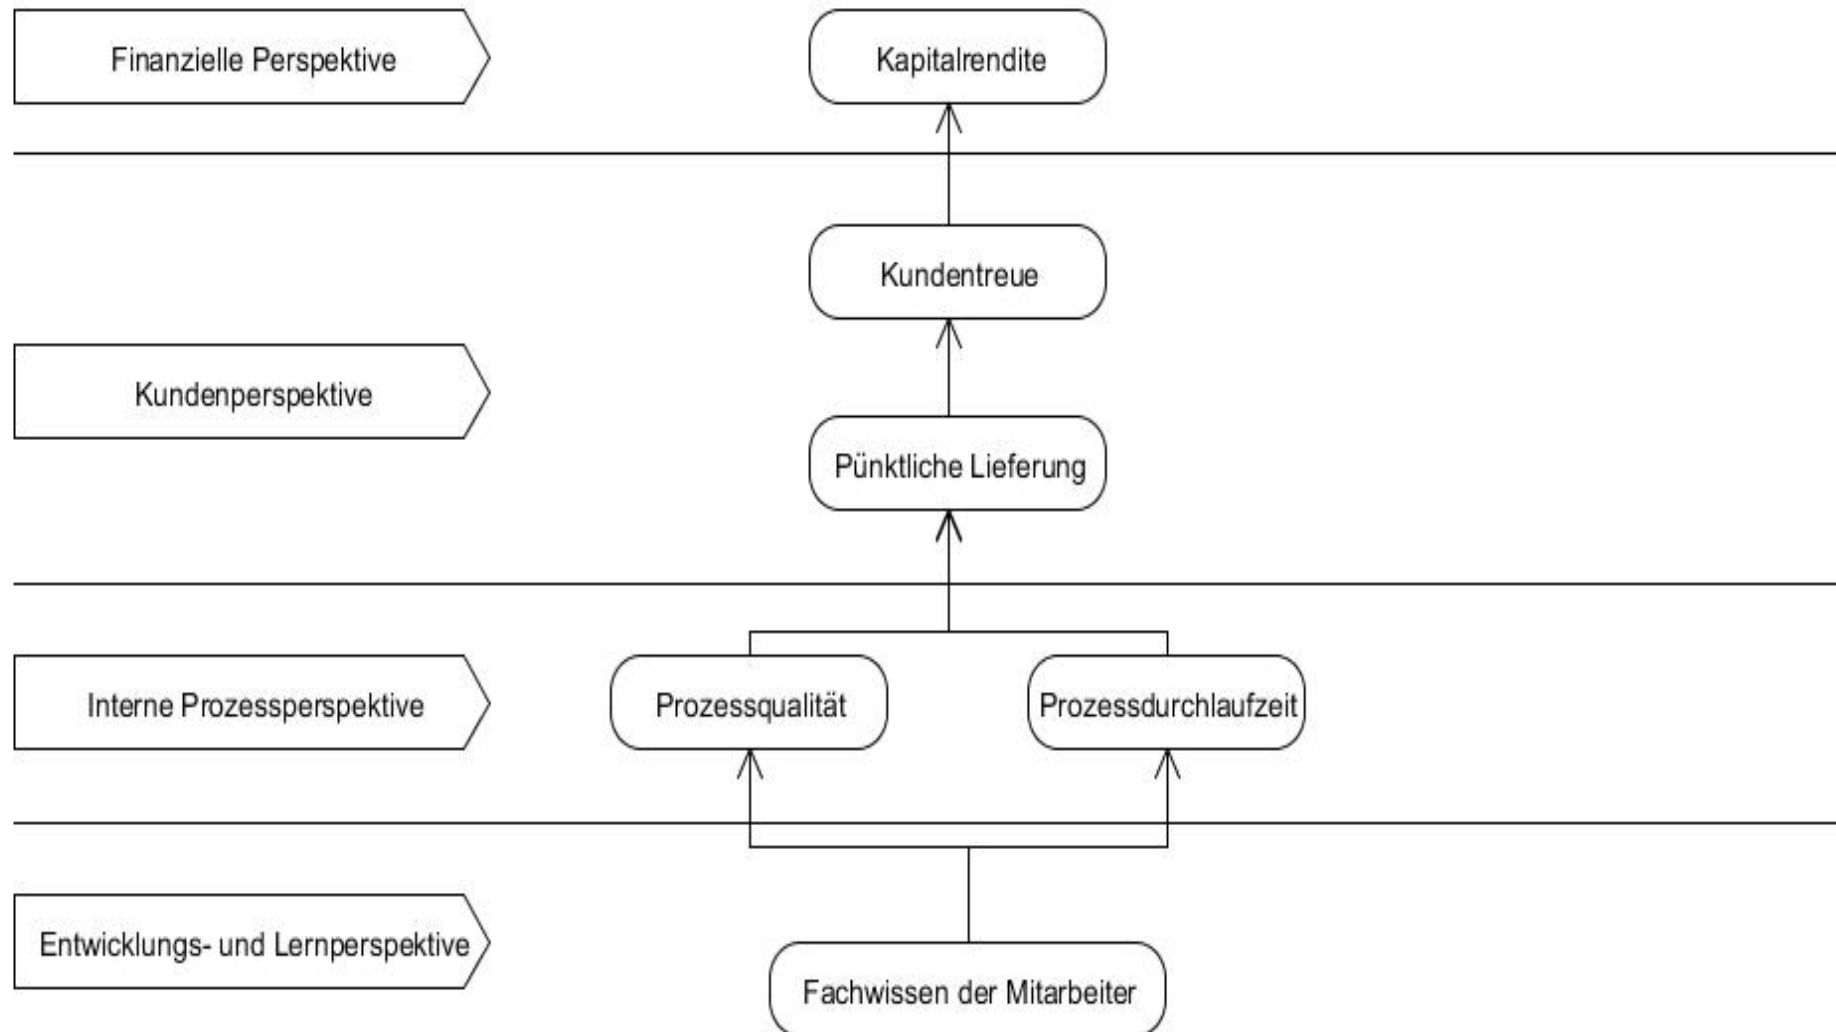 Finanzielle Perspektive
Kapitalrendite
Kundentreue
Kundenperspektive
Pünktliche Lieferung
Interne Prozessperspektive
Prozessqualität
Prozessdurchlaufzeit
Entwicklungs- und Lernperspektive
Fachwissen der Mitarbeiter